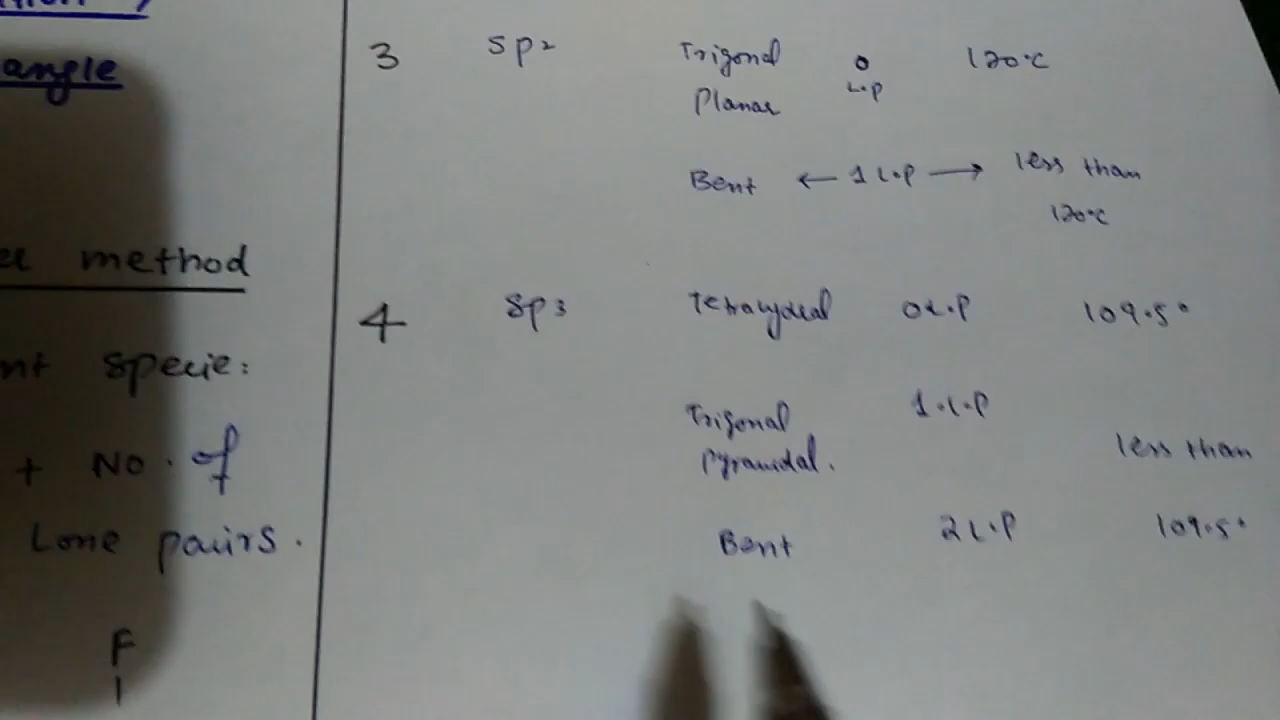 angle
method
nt specie:
+ No. of
Lone pairs.
F
3 sp2 Trigonal 0 120°c
Planar L.P
Bent ← 1 L.P → less than
120°c
4 sp3 0 L.P 109.5°
Trigonal 1.L.P
Pyramidal. less than
Bent 2 L.P 109.5°